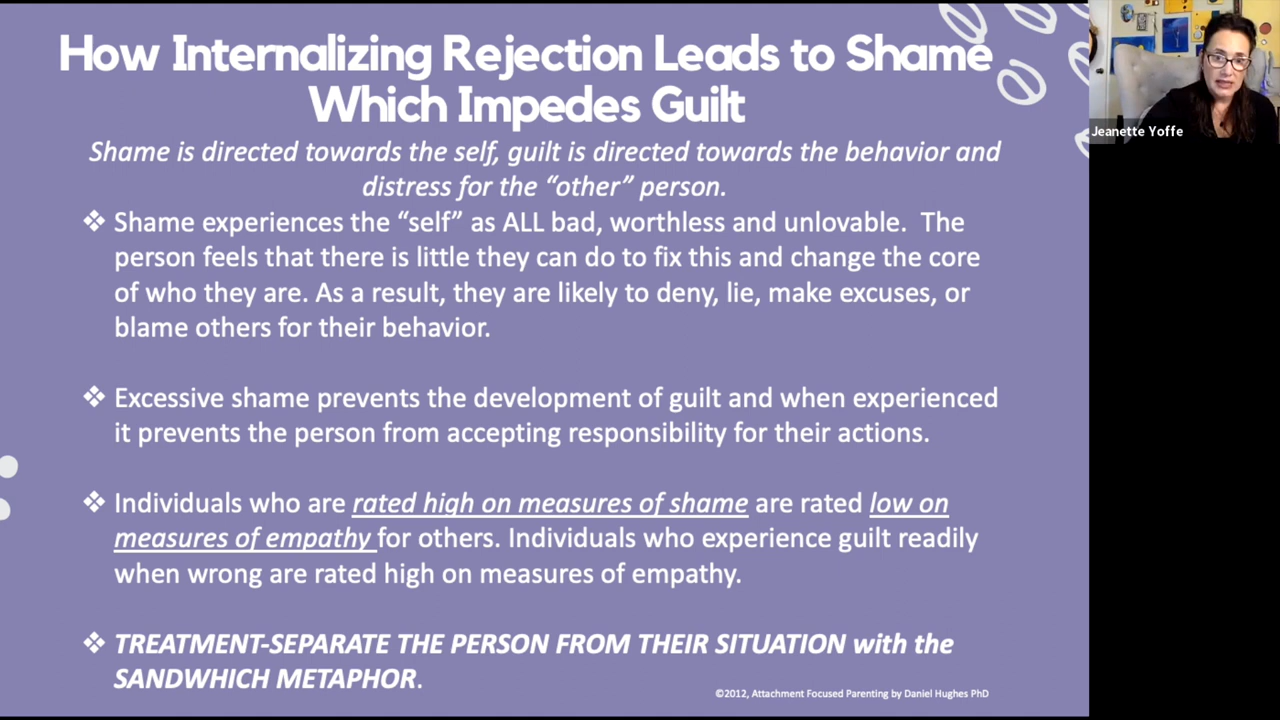 How Internalizing Rejection Leads to Shame
Which Impedes Guilt
Shame is directed towards the self, guilt is directed towards the behavior and
distress for the “other” person.
❖ Shame experiences the “self” as ALL bad, worthless and unlovable. The
person feels that there is little they can do to fix this and change the core
of who they are. As a result, they are likely to deny, lie, make excuses, or
blame others for their behavior.
❖ Excessive shame prevents the development of guilt and when experienced
it prevents the person from accepting responsibility for their actions.
❖ Individuals who are rated high on measures of shame are rated low on
measures of empathy for others. Individuals who experience guilt readily
when wrong are rated high on measures of empathy.
❖ TREATMENT-SEPARATE THE PERSON FROM THEIR SITUATION with the
SANDWHICH METAPHOR.
©2012, Attachment Focused Parenting by Daniel Hughes PhD
Jeanette Yoffe